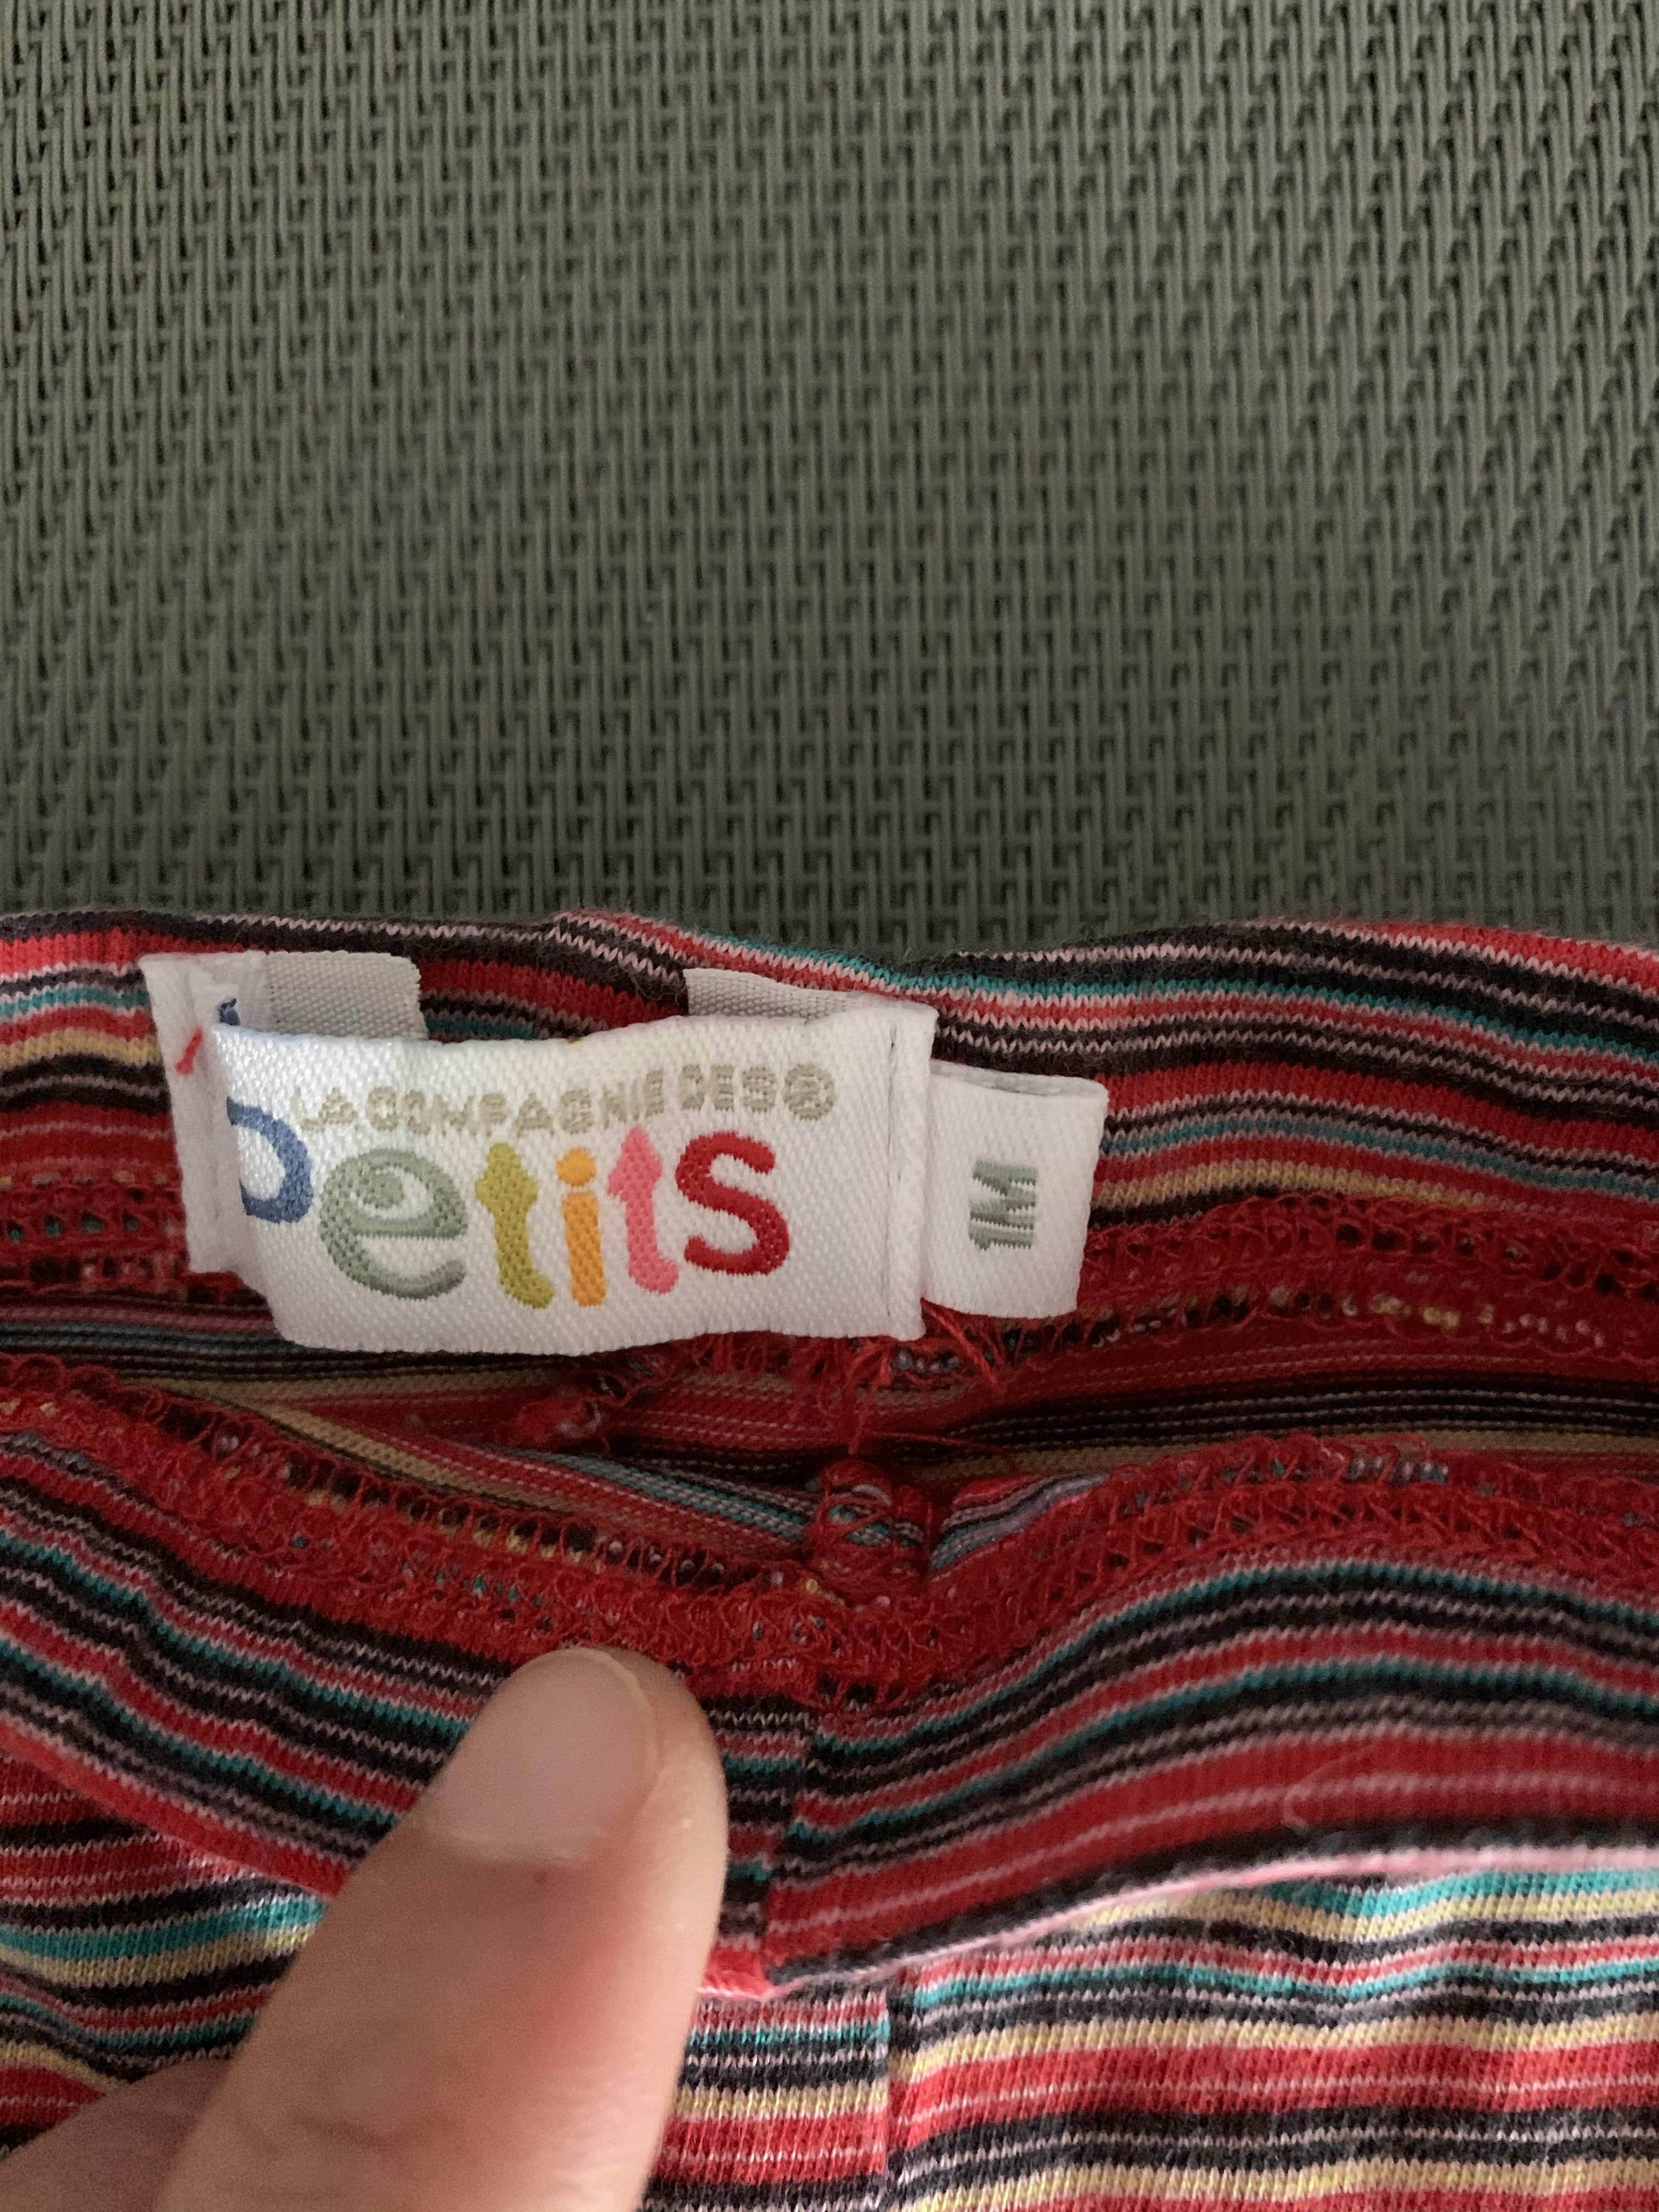 LA COMPAGNIE DES®
petits
1M